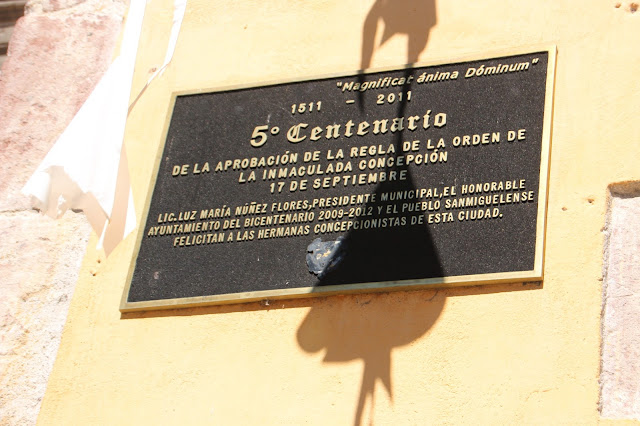 "Magnificat ánima Dóminum"
1511 - 2011
5° Centenario
DE LA APROBACIÓN DE LA REGLA DE LA ORDEN DE
LA INMACULADA CONCEPCIÓN
17 DE SEPTIEMBRE
LIC. LUZ MARÍA NÚÑEZ FLORES, PRESIDENTE MUNICIPAL, EL HONORABLE
AYUNTAMIENTO DEL BICENTENARIO 2009-2012 Y EL PUEBLO SANMIGUELENSE
FELICITAN A LAS HERMANAS CONCEPCIONISTAS DE ESTA CIUDAD.